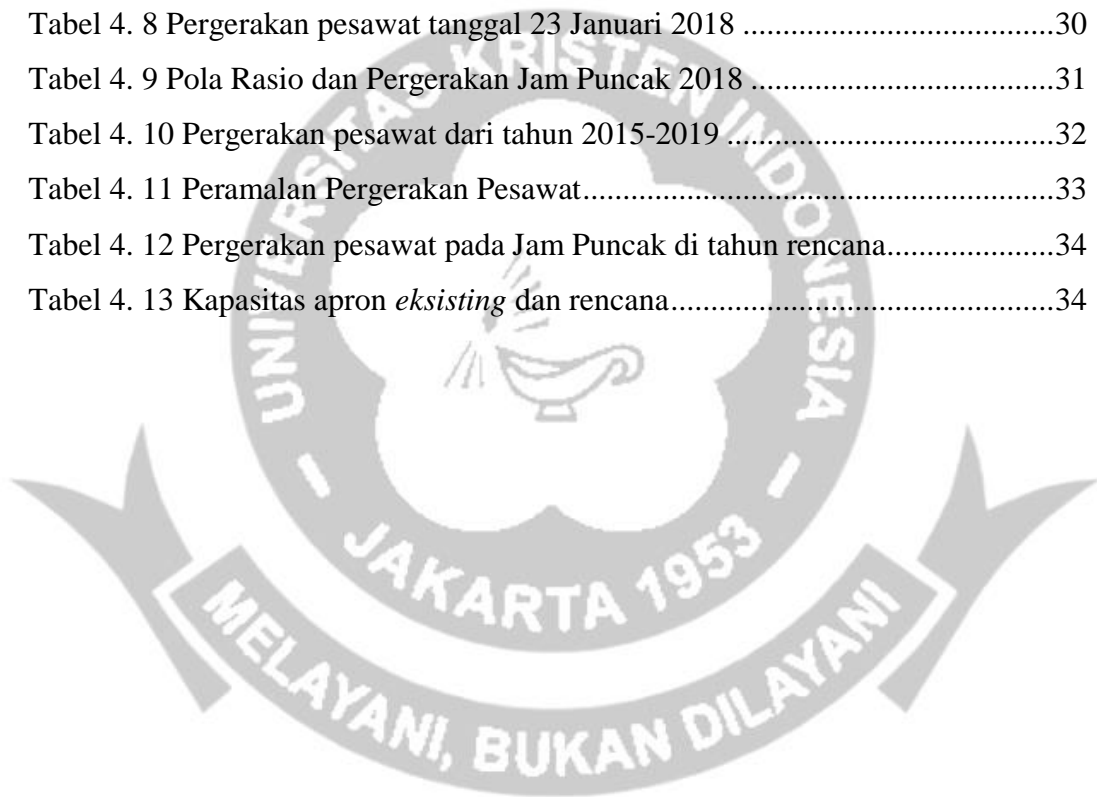 Tabel 4. 8 Pergerakan pesawat tanggal 23 Januari 2018 ..................................30
Tabel 4. 9 Pola Rasio dan Pergerakan Jam Puncak 2018 .................................31
Tabel 4. 10 Pergerakan pesawat dari tahun 2015-2019 ....................................32
Tabel 4. 11 Peramalan Pergerakan Pesawat.....................................................33
Tabel 4. 12 Pergerakan pesawat pada Jam Puncak di tahun rencana.....................34
Tabel 4. 13 Kapasitas apron eksisting dan rencana...........................................34
UNIVERSITAS KRISTEN INDONESIA
- JAKARTA 1953 -
MELAYANI, BUKAN DILAYANI